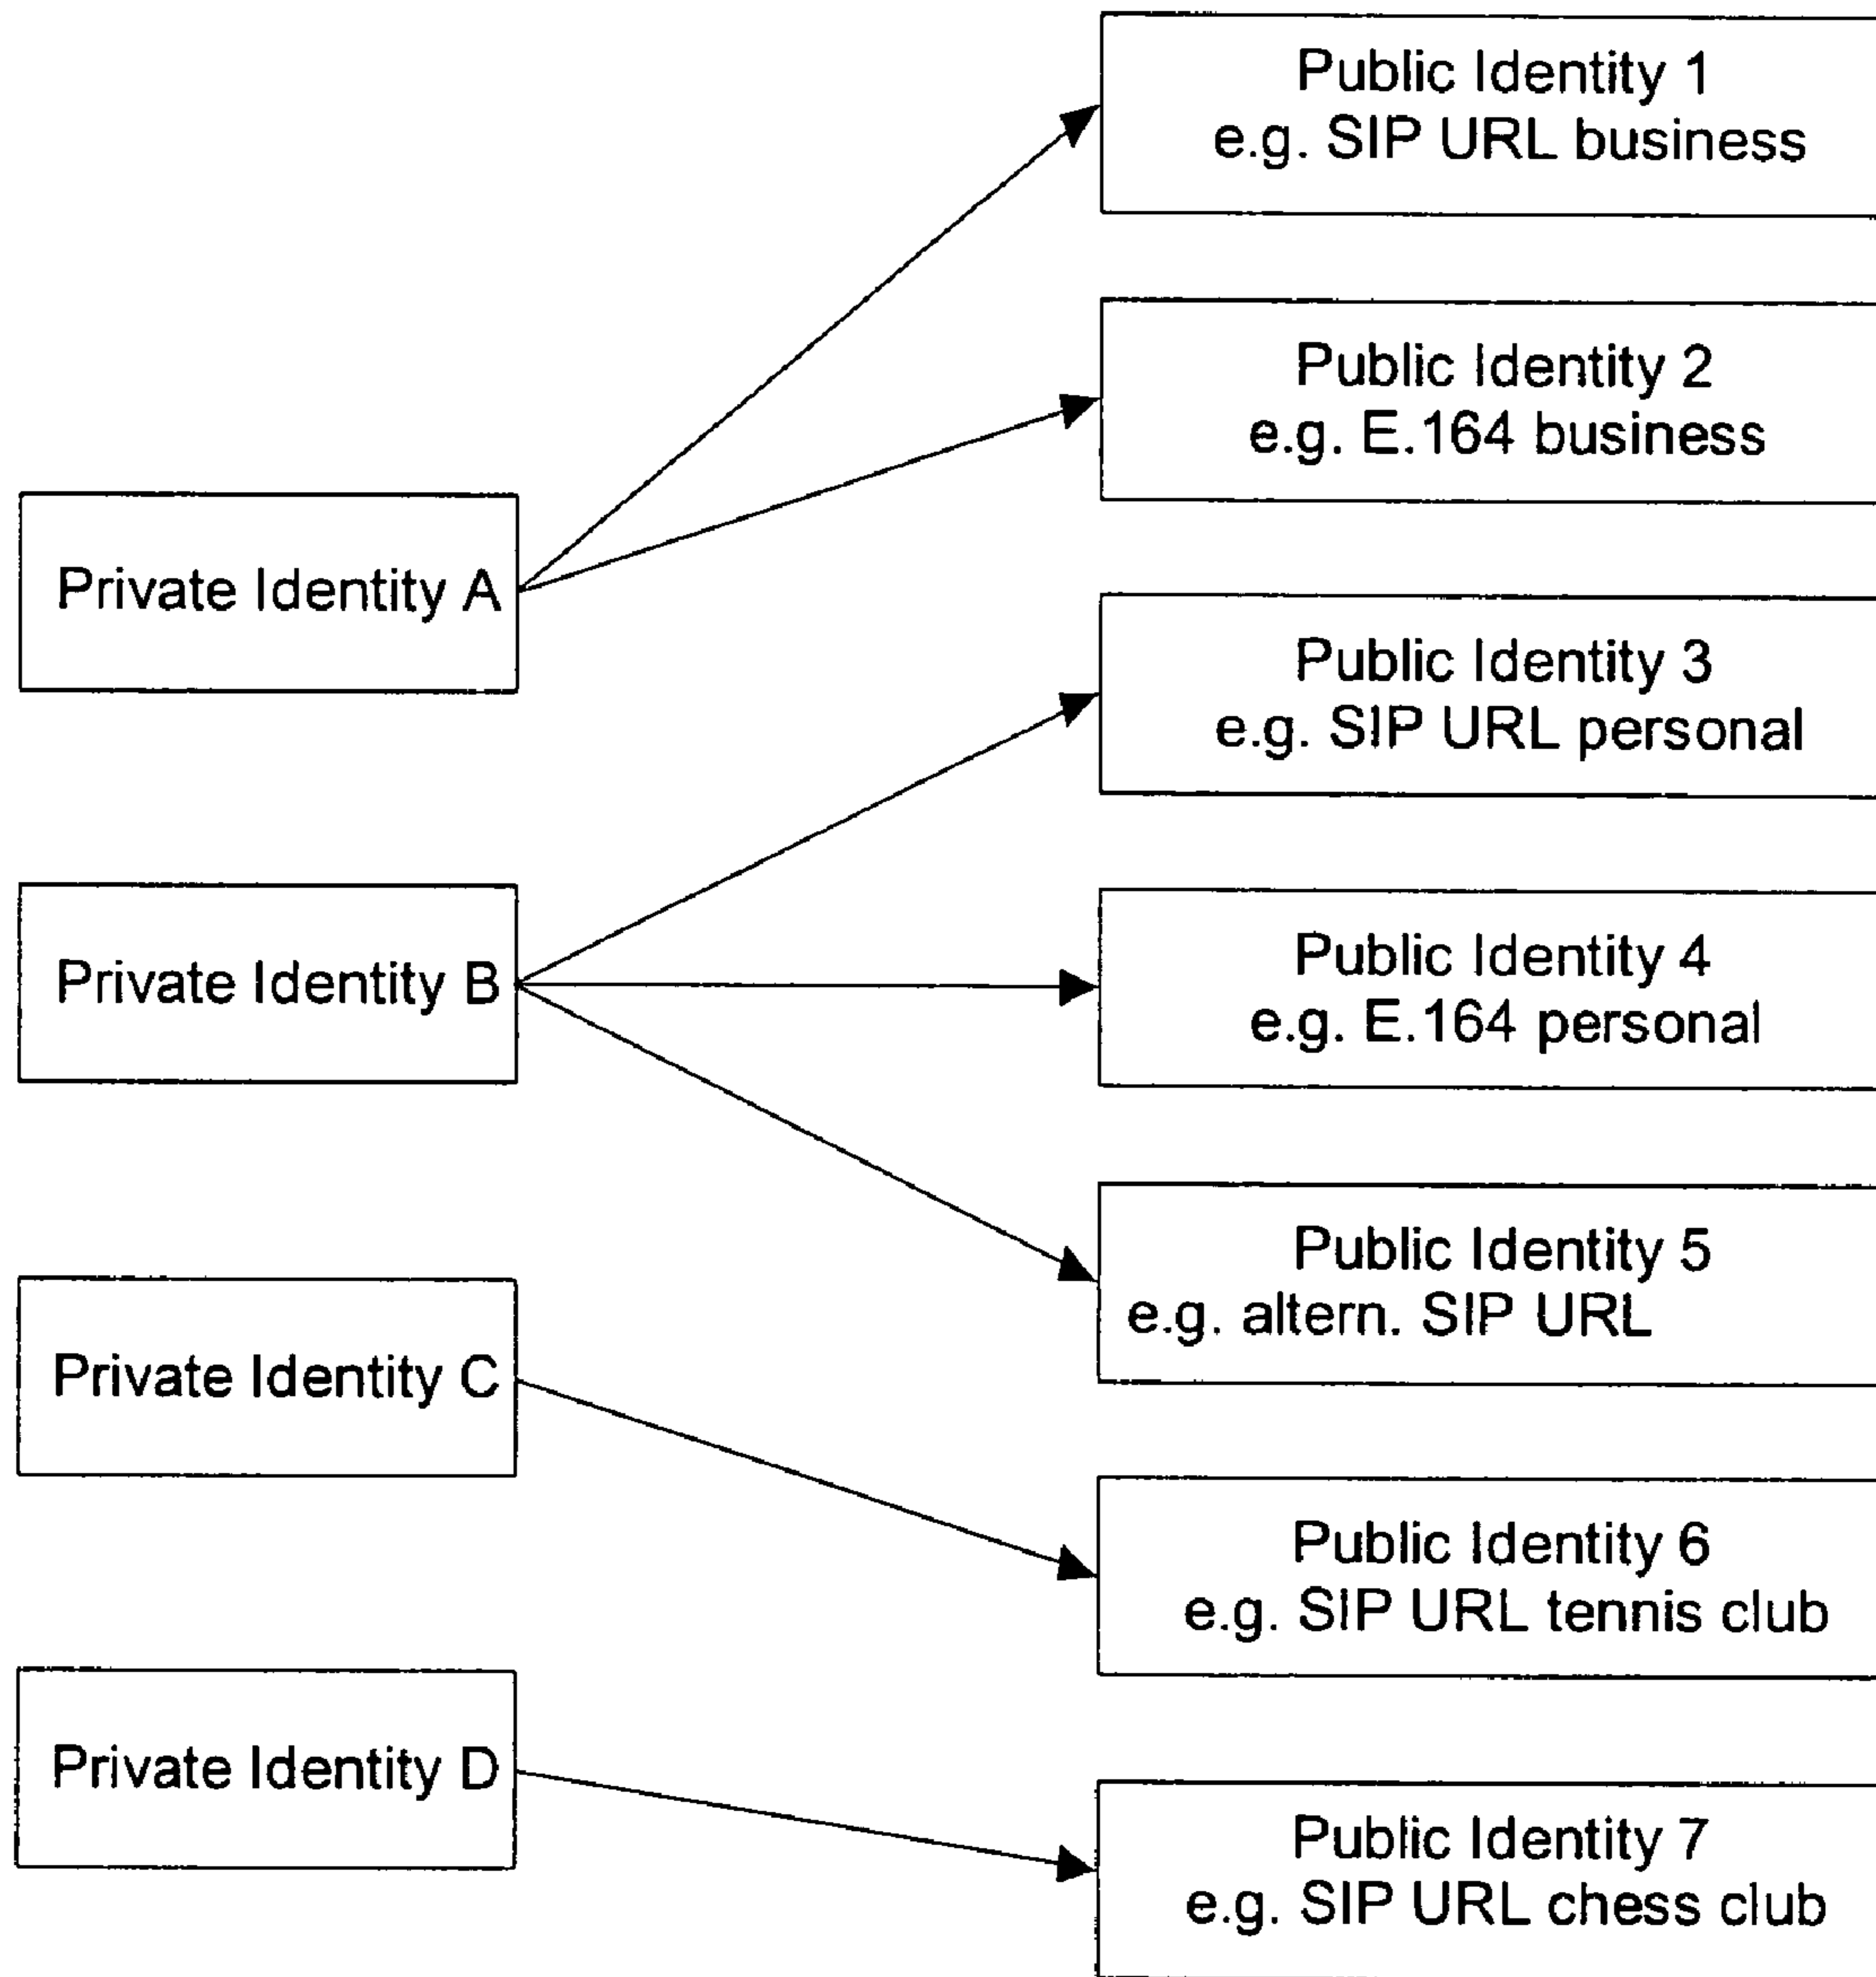 Public Identity 1
e.g. SIP URL business
Public Identity 2
e.g. E.164 business
Private Identity A
Public Identity 3
e.g. SIP URL personal
Private Identity B
Public Identity 4
e.g. E.164 personal
Public Identity 5
e.g. altern. SIP URL
Private Identity C
Public Identity 6
e.g. SIP URL tennis club
Private Identity D
Public Identity 7
e.g. SIP URL chess club